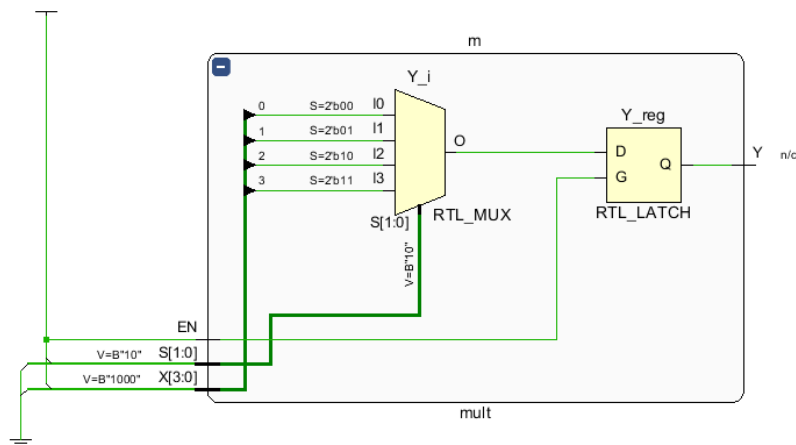 m
Y_i
0 S=2'b00 I0
1 S=2'b01 I1
2 S=2'b10 I2
3 S=2'b11 I3
O
S[1:0]
RTL_MUX
V=B"10"
Y_reg
D
G
Q
RTL_LATCH
Y n/c
EN
V=B"10" S[1:0]
V=B"1000" X[3:0]
mult